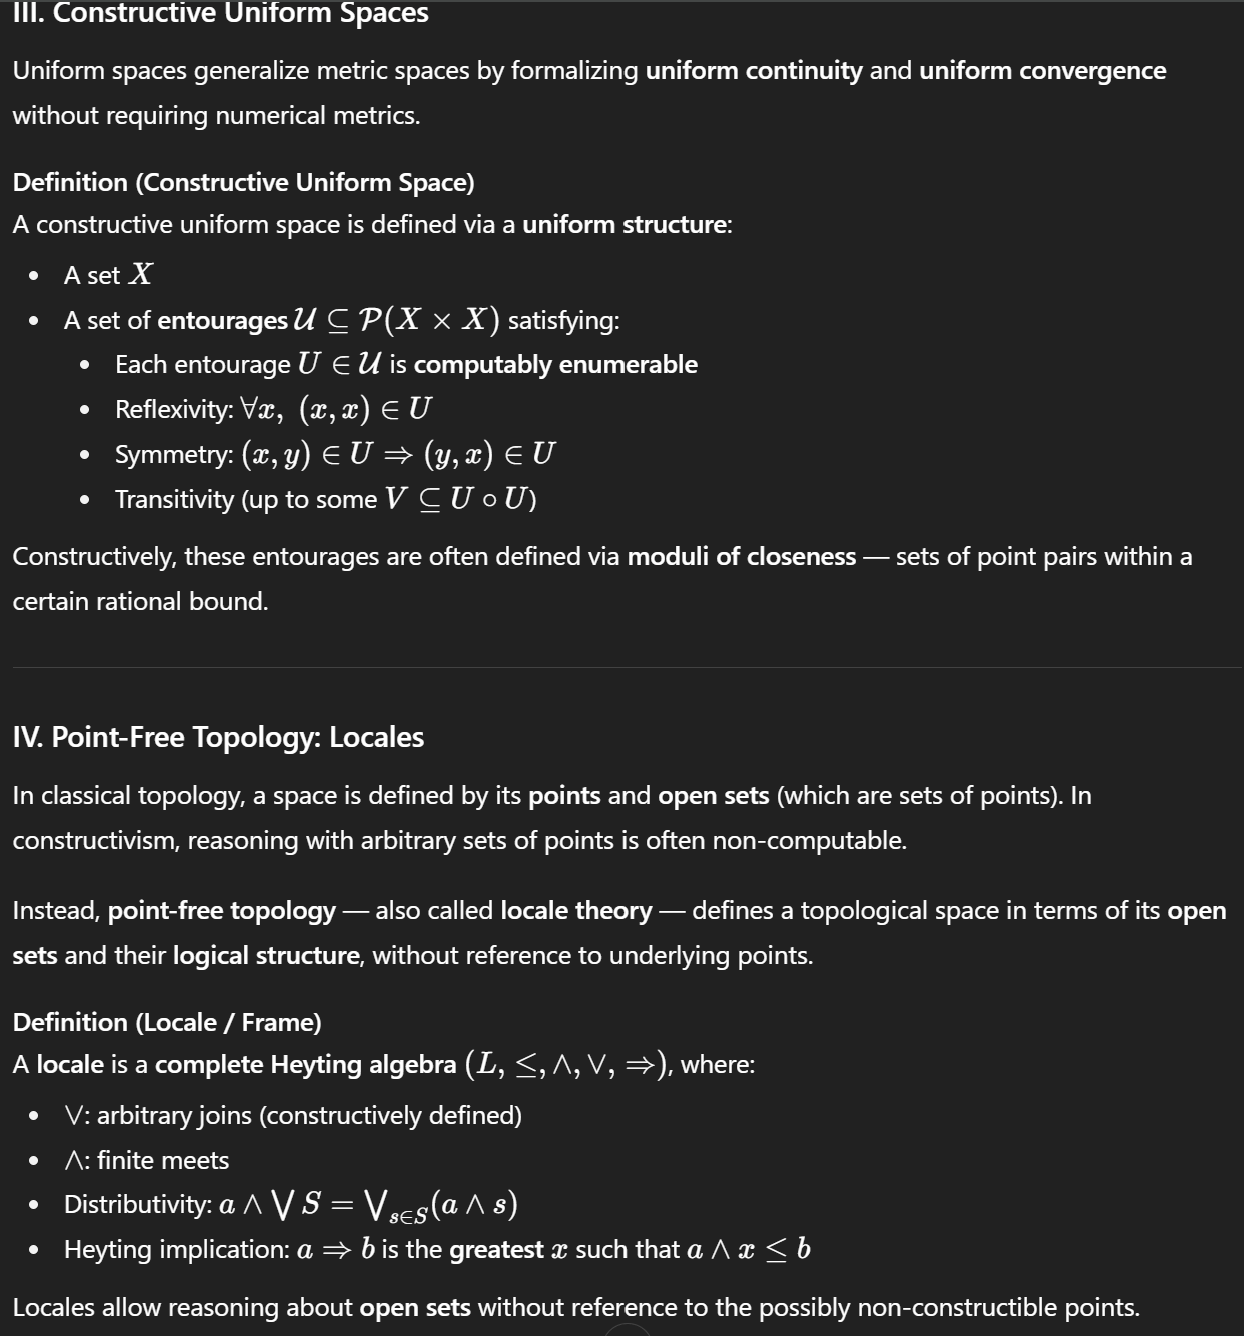 III. Constructive Uniform Spaces
Uniform spaces generalize metric spaces by formalizing uniform continuity and uniform convergence
without requiring numerical metrics.
Definition (Constructive Uniform Space)
A constructive uniform space is defined via a uniform structure:
• A set X
• A set of entourages 𝒰 ⊆ 𝒫(X × X) satisfying:
• Each entourage U ∈ 𝒰 is computably enumerable
• Reflexivity: ∀x, (x, x) ∈ U
• Symmetry: (x, y) ∈ U ⇒ (y, x) ∈ U
• Transitivity (up to some V ⊆ U ∘ U)
Constructively, these entourages are often defined via moduli of closeness — sets of point pairs within a
certain rational bound.
IV. Point-Free Topology: Locales
In classical topology, a space is defined by its points and open sets (which are sets of points). In
constructivism, reasoning with arbitrary sets of points is often non-computable.
Instead, point-free topology — also called locale theory — defines a topological space in terms of its open
sets and their logical structure, without reference to underlying points.
Definition (Locale / Frame)
A locale is a complete Heyting algebra (L, ≤, ∧, ∨, ⇒), where:
• ∨: arbitrary joins (constructively defined)
• ∧: finite meets
• Distributivity: a ∧ ⋁ S = ⋁_{s∈S}(a ∧ s)
• Heyting implication: a ⇒ b is the greatest x such that a ∧ x ≤ b
Locales allow reasoning about open sets without reference to the possibly non-constructible points.